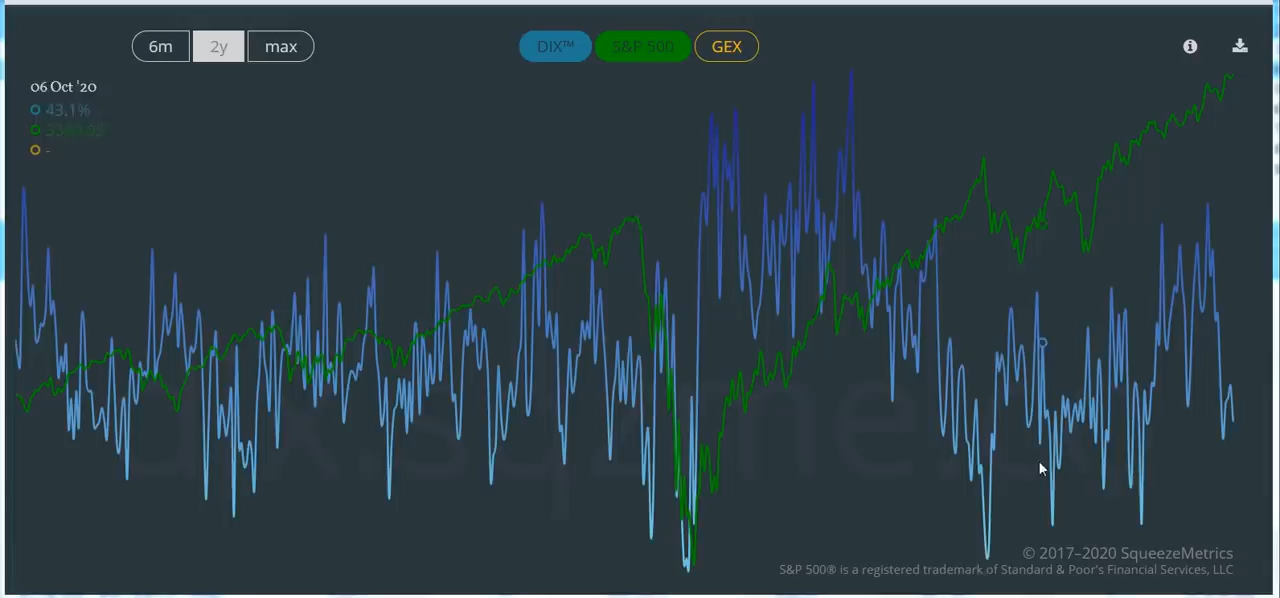 6m 2y max DIX™ S&P 500 GEX
06 Oct '20
43.1%
-
© 2017–2020 SqueezeMetrics
S&P 500® is a registered trademark of Standard & Poor's Financial Services, LLC